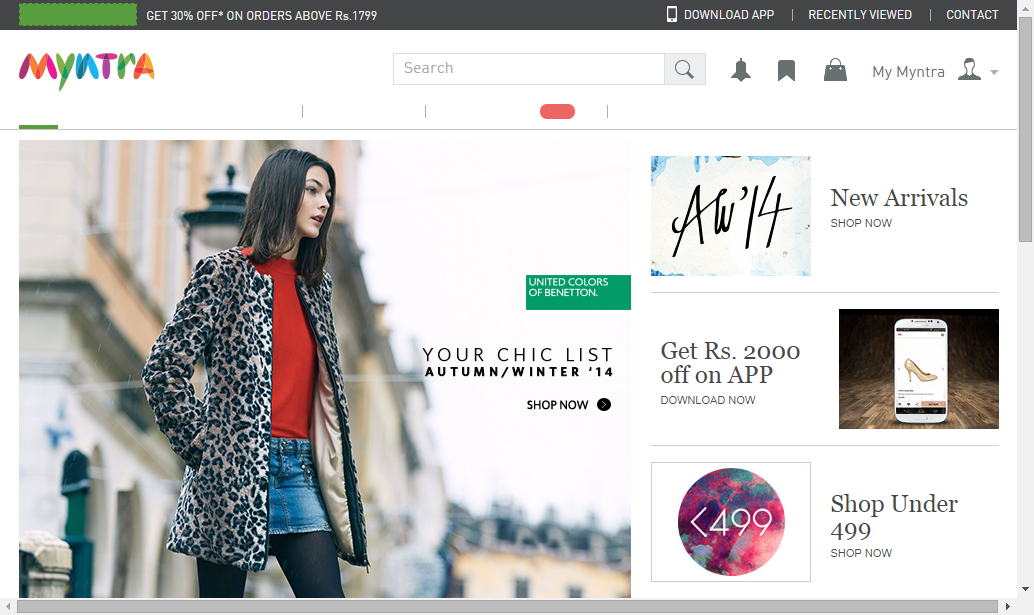 GET 30% OFF* ON ORDERS ABOVE Rs.1799
DOWNLOAD APP
RECENTLY VIEWED
CONTACT
Myntra
Search
My Myntra
UNITED COLORS
OF BENETTON.
YOUR CHIC LIST
AUTUMN/WINTER '14
SHOP NOW
AW'14
New Arrivals
SHOP NOW
Get Rs. 2000
off on APP
DOWNLOAD NOW
<499
Shop Under
499
SHOP NOW